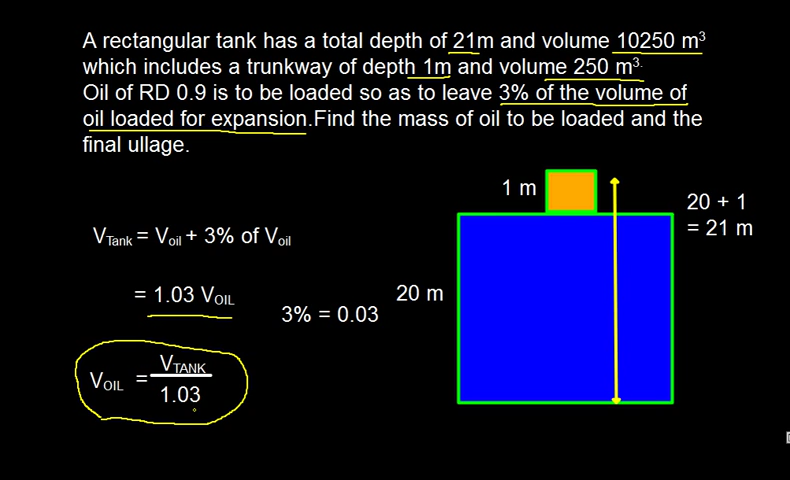 A rectangular tank has a total depth of 21m and volume 10250 m³
which includes a trunkway of depth 1m and volume 250 m³.
Oil of RD 0.9 is to be loaded so as to leave 3% of the volume of
oil loaded for expansion.Find the mass of oil to be loaded and the
final ullage.
1 m
20 + 1
= 21 m
V_Tank = V_oil + 3% of V_oil
= 1.03 V_OIL
3% = 0.03
20 m
V_OIL = V_TANK / 1.03